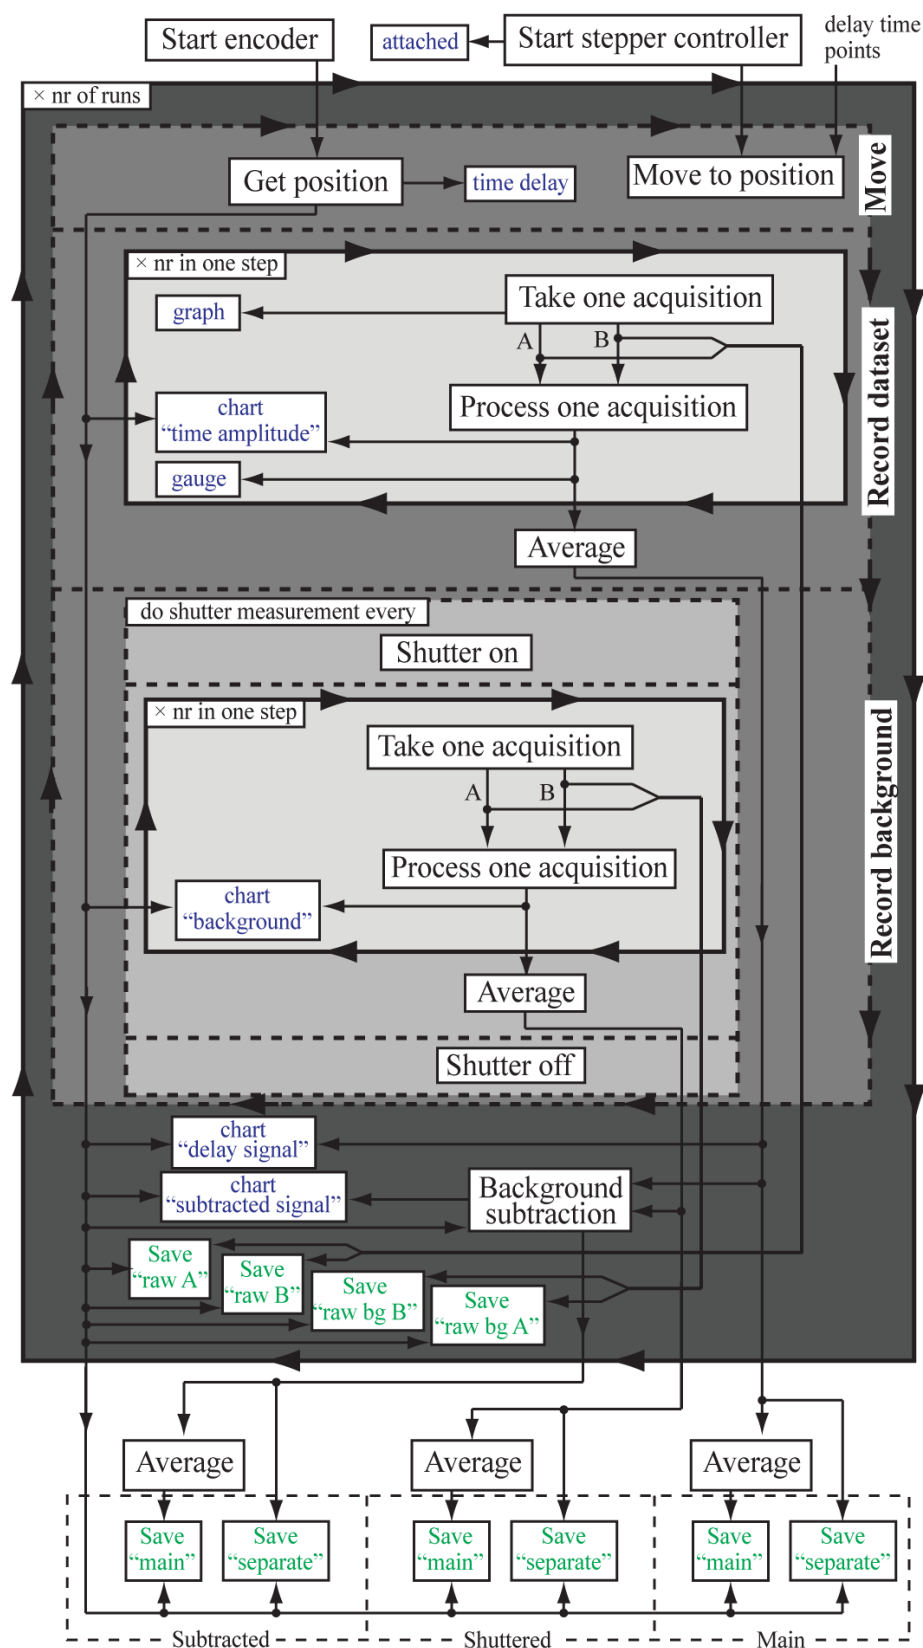 Start encoder
attached
Start stepper controller
delay time
points
× nr of runs
Get position
time delay
Move to position
Move
× nr in one step
Take one acquisition
graph
A
B
chart
“time amplitude”
Process one acquisition
gauge
Record dataset
Average
do shutter measurement every
Shutter on
× nr in one step
Take one acquisition
A
B
Process one acquisition
chart
“background”
Record background
Average
Shutter off
chart
“delay signal”
chart
“subtracted signal”
Background
subtraction
Save
“raw A”
Save
“raw B”
Save
“raw bg B”
Save
“raw bg A”
Average
Average
Average
Save
“main”
Save
“separate”
Save
“main”
Save
“separate”
Save
“main”
Save
“separate”
Subtracted
Shuttered
Main